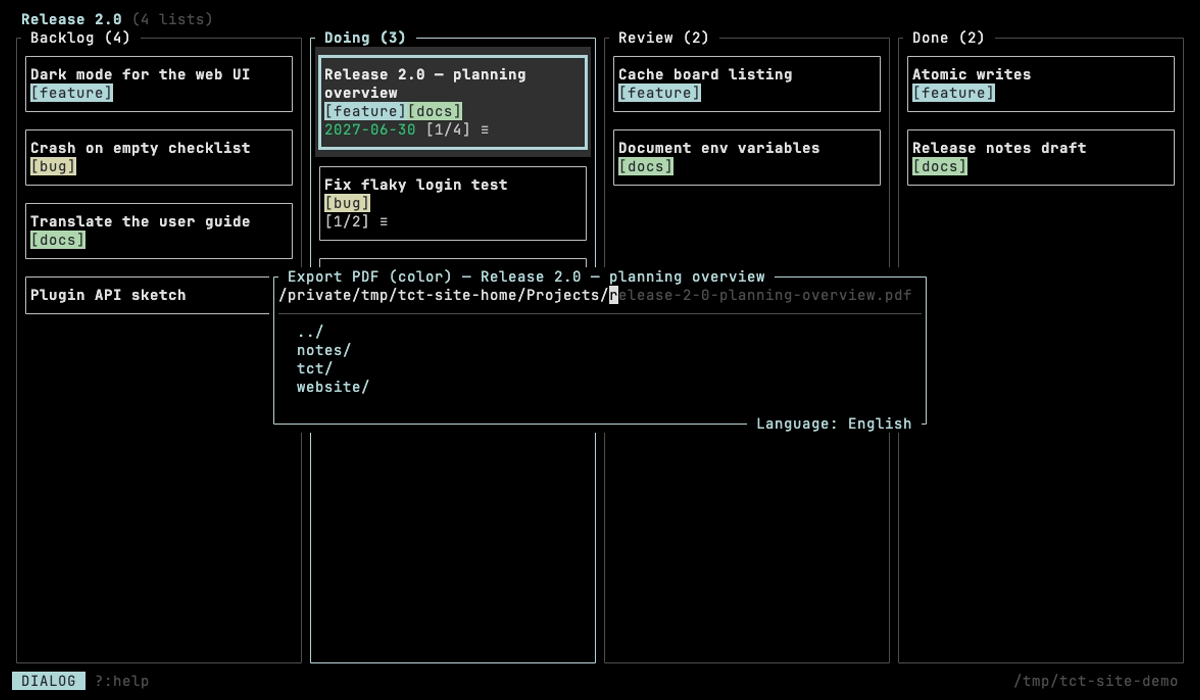 Release 2.0 (4 lists)
Backlog (4)
Dark mode for the web UI
[feature]
Crash on empty checklist
[bug]
Translate the user guide
[docs]
Plugin API sketch
Doing (3)
Release 2.0 — planning
overview
[feature][docs]
2027-06-30 [1/4] ≡
Fix flaky login test
[bug]
[1/2] ≡
Review (2)
Cache board listing
[feature]
Document env variables
[docs]
Done (2)
Atomic writes
[feature]
Release notes draft
[docs]
Export PDF (color) — Release 2.0 — planning overview
/private/tmp/tct-site-home/Projects/release-2-0-planning-overview.pdf
../
notes/
tct/
website/
Language: English
DIALOG ?:help
/tmp/tct-site-demo